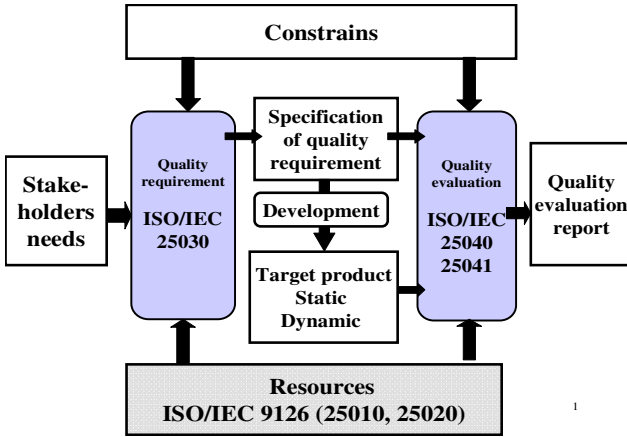 Constrains
Stake-
holders
needs
Quality
requirement
ISO/IEC
25030
Specification
of quality
requirement
Development
Target product
Static
Dynamic
Quality
evaluation
ISO/IEC
25040
25041
Quality
evaluation
report
Resources
ISO/IEC 9126 (25010, 25020)
1